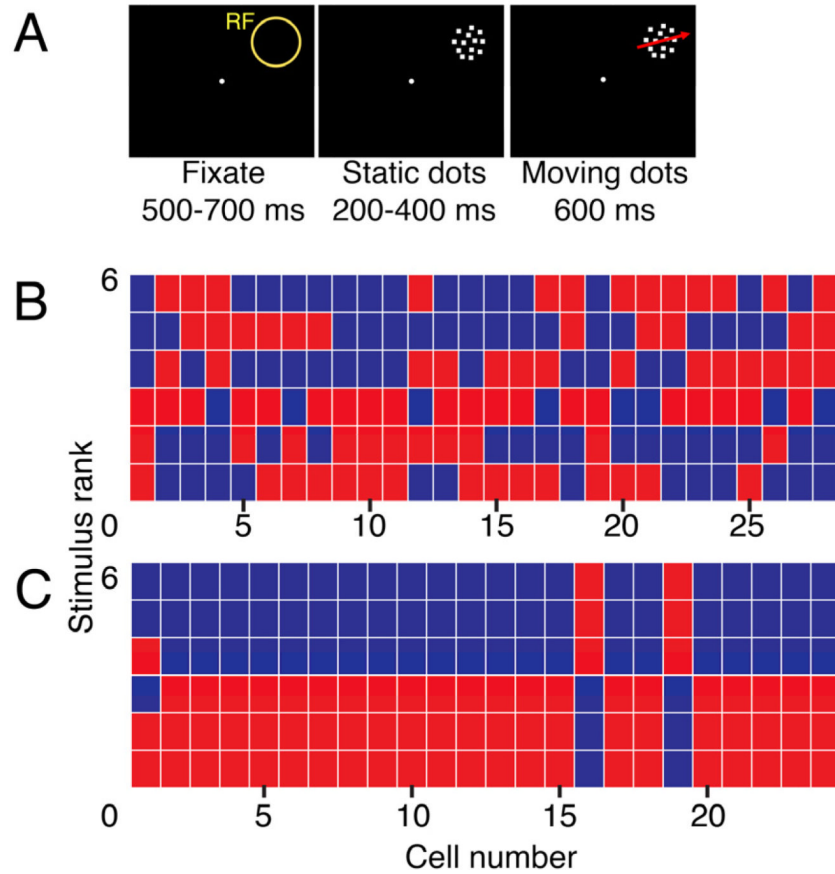 A
RF
Fixate
500-700 ms
Static dots
200-400 ms
Moving dots
600 ms
B
6
0
5
10
15
20
25
Stimulus rank
C
6
0
5
10
15
20
Cell number